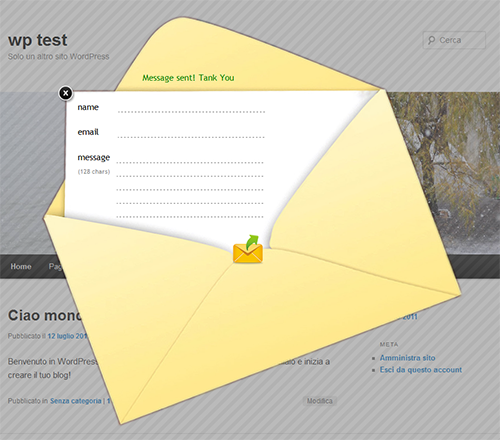 wp test
Solo un altro sito WordPress
Cerca
Message sent! Tank You
x
name
email
message
(128 chars)
Home Pag
Ciao mond
2011
Pubblicato il 12 luglio 201
META
Benvenuto in WordPress e inizia a
Amministra sito
creare il tuo blog!
Esci da questo account
Pubblicato in Senza categoria | 1
Modifica